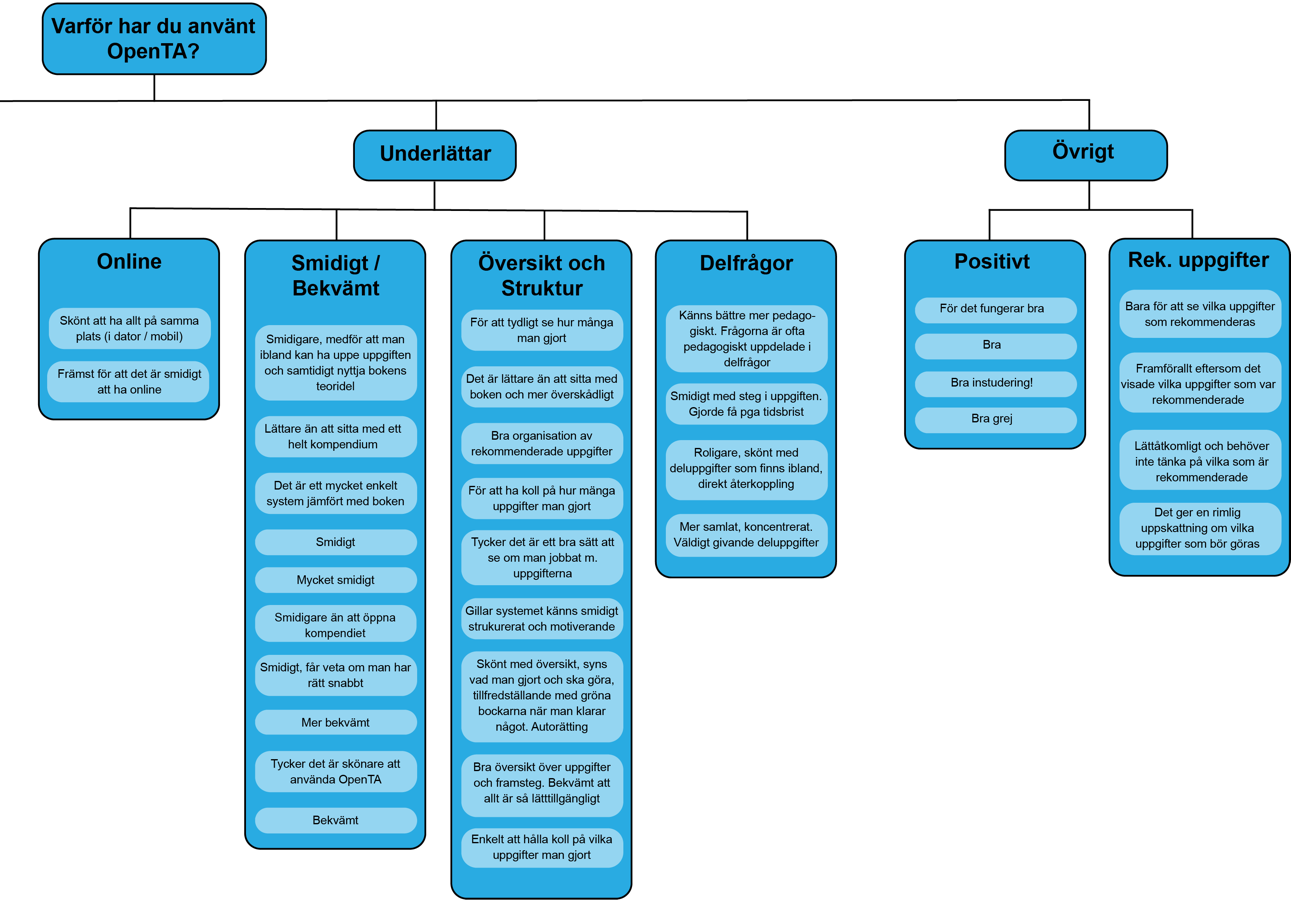 Varför har du använt
OpenTA?
Underlättar
Övrigt
Online
Skönt att ha allt på samma
plats (i dator / mobil)
Främst för att det är smidigt
att ha online
Smidigt /
Bekvämt
Smidigare, medför att man
ibland kan ha uppe uppgiften
och samtidigt nyttja bokens
teoridel
Lättare än att sitta med ett
helt kompendium
Det är ett mycket enkelt
system jämfört med boken
Smidigt
Mycket smidigt
Smidigare än att öppna
kompendiet
Smidigt, får veta om man har
rätt snabbt
Mer bekvämt
Tycker det är skönare att
använda OpenTA
Bekvämt
Översikt och
Struktur
För att tydligt se hur många
man gjort
Det är lättare än att sitta med
boken och mer överskådligt
Bra organisation av
rekommenderade uppgifter
För att ha koll på hur mänga
uppgifter man gjort
Tycker det är ett bra sätt att
se om man jobbat m.
uppgifterna
Gillar systemet känns smidigt
strukurerat och motiverande
Skönt med översikt, syns
vad man gjort och ska göra,
tillfredställande med gröna
bockarna när man klarar
något. Autorätting
Bra översikt över uppgifter
och framsteg. Bekvämt att
allt är så lätttillgängligt
Enkelt att hålla koll på vilka
uppgifter man gjort
Delfrågor
Känns bättre mer pedago-
giskt. Frågorna är ofta
pedagogiskt uppdelade i
delfrågor
Smidigt med steg i uppgiften.
Gjorde få pga tidsbrist
Roligare, skönt med
deluppgifter som finns ibland,
direkt återkoppling
Mer samlat, koncentrerat.
Väldigt givande deluppgifter
Positivt
För det fungerar bra
Bra
Bra instudering!
Bra grej
Rek. uppgifter
Bara för att se vilka uppgifter
som rekommenderas
Framförallt eftersom det
visade vilka uppgifter som var
rekommenderade
Lättåtkomligt och behöver
inte tänka på vilka som är
rekommenderade
Det ger en rimlig
uppskattning om vilka
uppgifter som bör göras